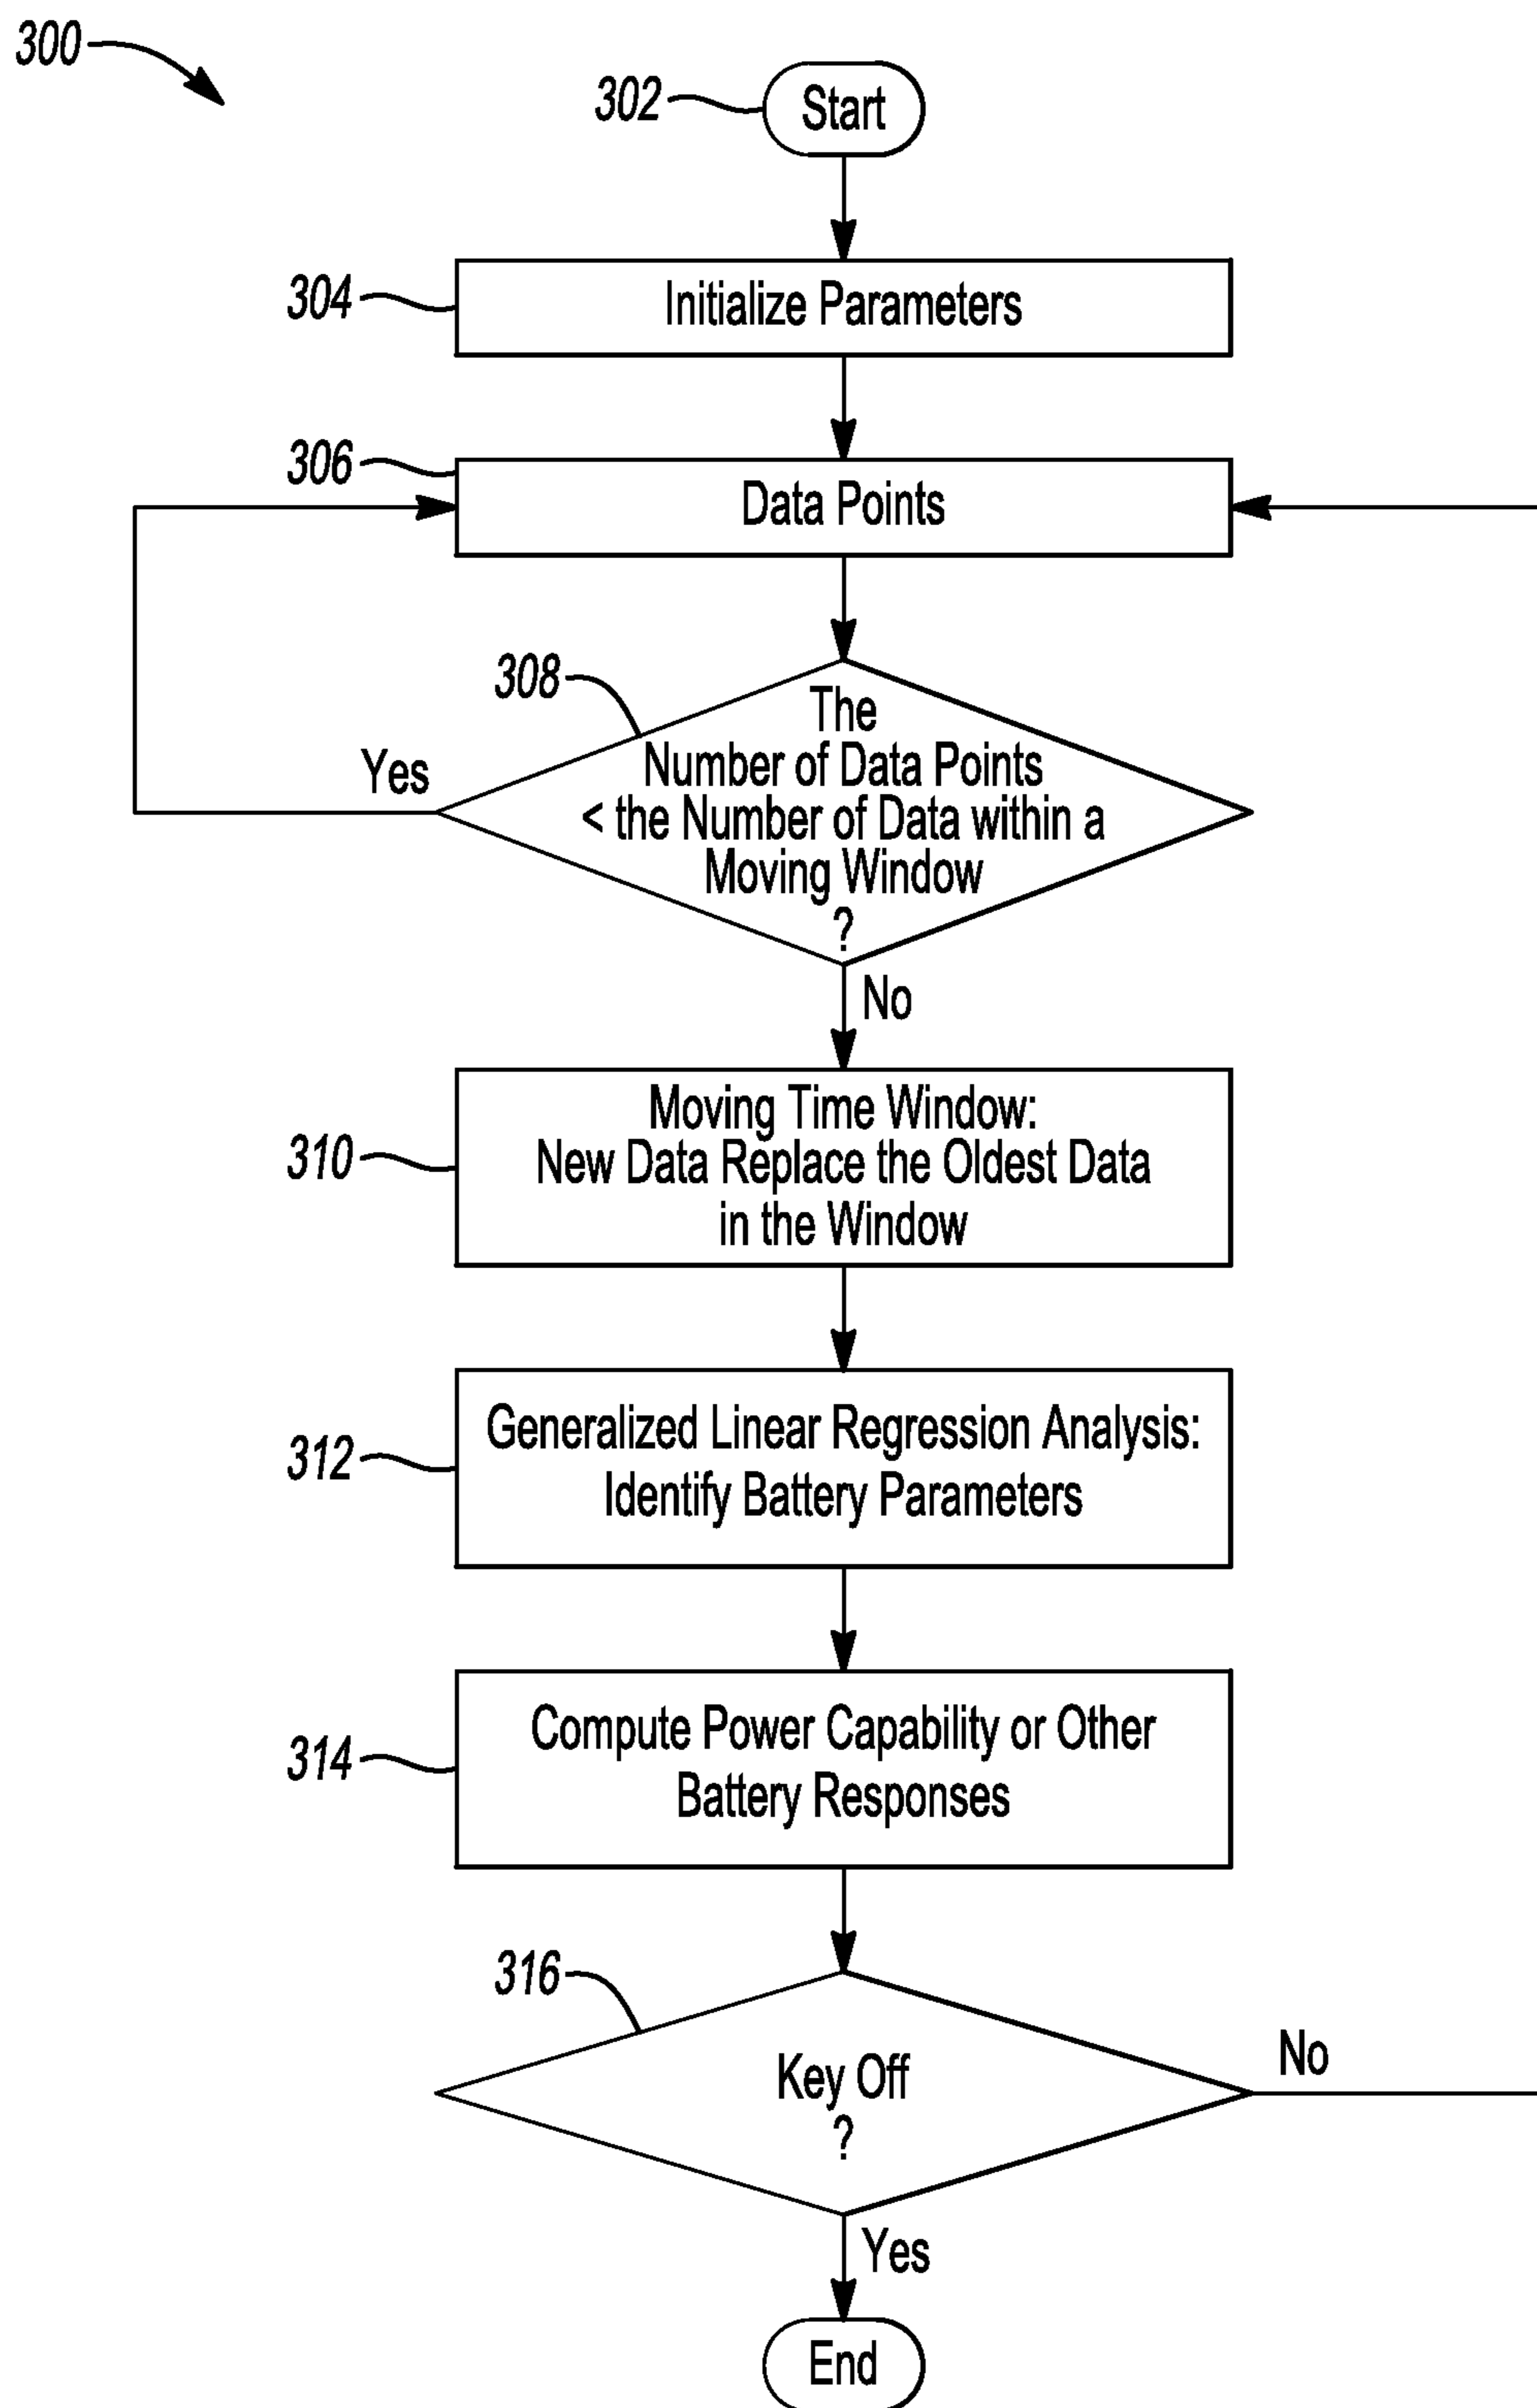 300
302
Start
304
Initialize Parameters
306
Data Points
308
The
Number of Data Points
Yes
< the Number of Data within a
Moving Window
?
No
Moving Time Window:
310
New Data Replace the Oldest Data
in the Window
Generalized Linear Regression Analysis:
312
Identify Battery Parameters
Compute Power Capability or Other
314
Battery Responses
316
No
Key Off
?
Yes
End